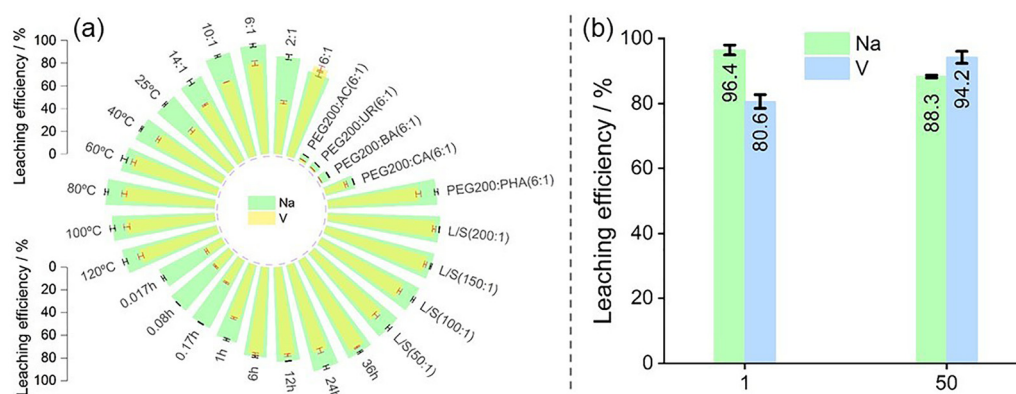 (a)
Leaching efficiency / %
100
80
60
40
20
0
0
20
40
60
80
100
Leaching efficiency / %
25ºC
14:1
10:1
6:1
2:1
6:1
PEG200:AC(6:1)
PEG200:UR(6:1)
PEG200:BA(6:1)
PEG200:CA(6:1)
PEG200:PHA(6:1)
L/S(200:1)
L/S(150:1)
L/S(100:1)
L/S(50:1)
36h
24h
12h
6h
1h
0.17h
0.08h
0.017h
120ºC
100ºC
80ºC
60ºC
40ºC
Na
V
(b)
Leaching efficiency / %
100
80
60
40
20
0
Na
V
96.4
80.6
88.3
94.2
1
50